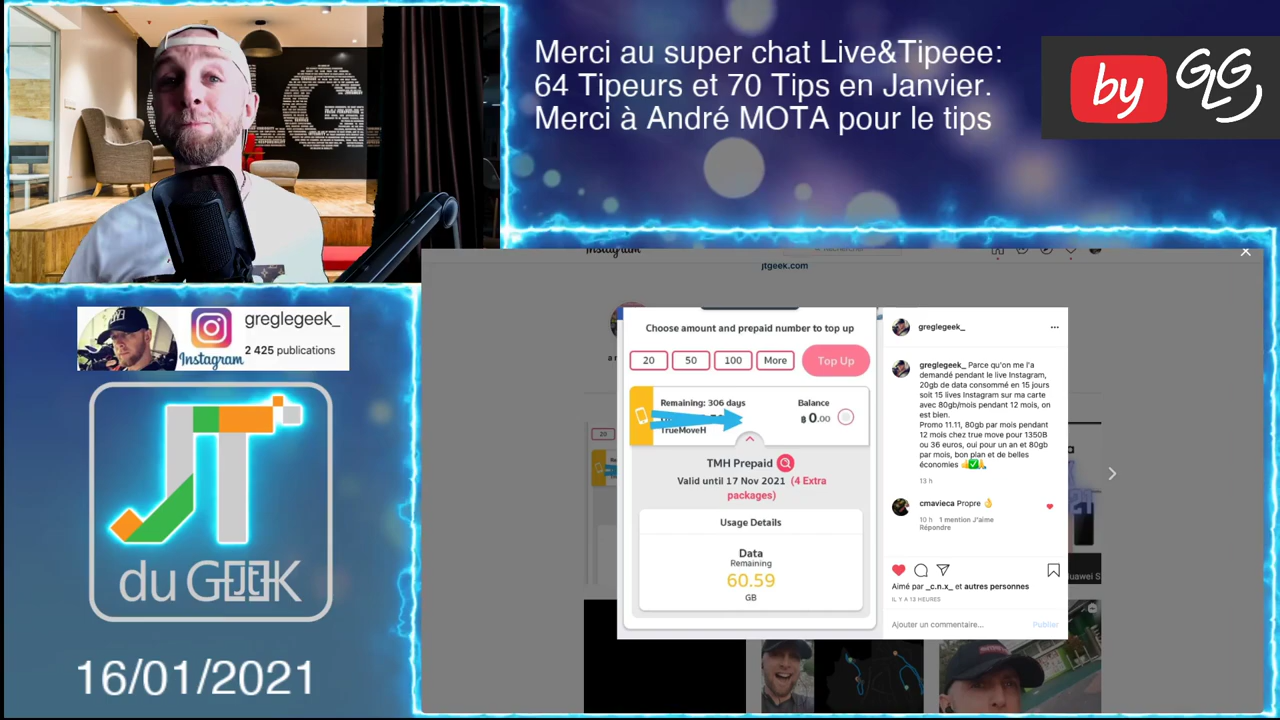 Merci au super chat Live&Tipeee:
64 Tipeurs et 70 Tips en Janvier.
Merci à André MOTA pour le tips
by GLG
greglegeek_
Instagram
2 425 publications
JT
du GEEK
16/01/2021
Instagram
jtgeek.com
Choose amount and prepaid number to top up
20 50 100 More Top Up
Remaining: 306 days
Balance
฿ 0.00
TrueMoveH
TMH Prepaid
Valid until 17 Nov 2021 (4 Extra
packages)
Usage Details
Data
Remaining
60.59
GB
greglegeek_
greglegeek_ Parce qu'on me l'a
demandé pendant le live Instagram,
20gb de data consommé en 15 jours
soit 15 lives Instagram sur ma carte
avec 80gb/mois pendant 12 mois, on
est bien.
Promo 11.11, 80gb par mois pendant
12 mois chez true move pour 1350B
ou 36 euros, oui pour un an et 80gb
par mois, bon plan et de belles
économies 👍✅🙏
13 h
cmavieca Propre 👌
10 h 1 mention J'aime
Répondre
Aimé par _c.n.x_ et autres personnes
IL Y A 13 HEURES
Ajouter un commentaire... Publier
20